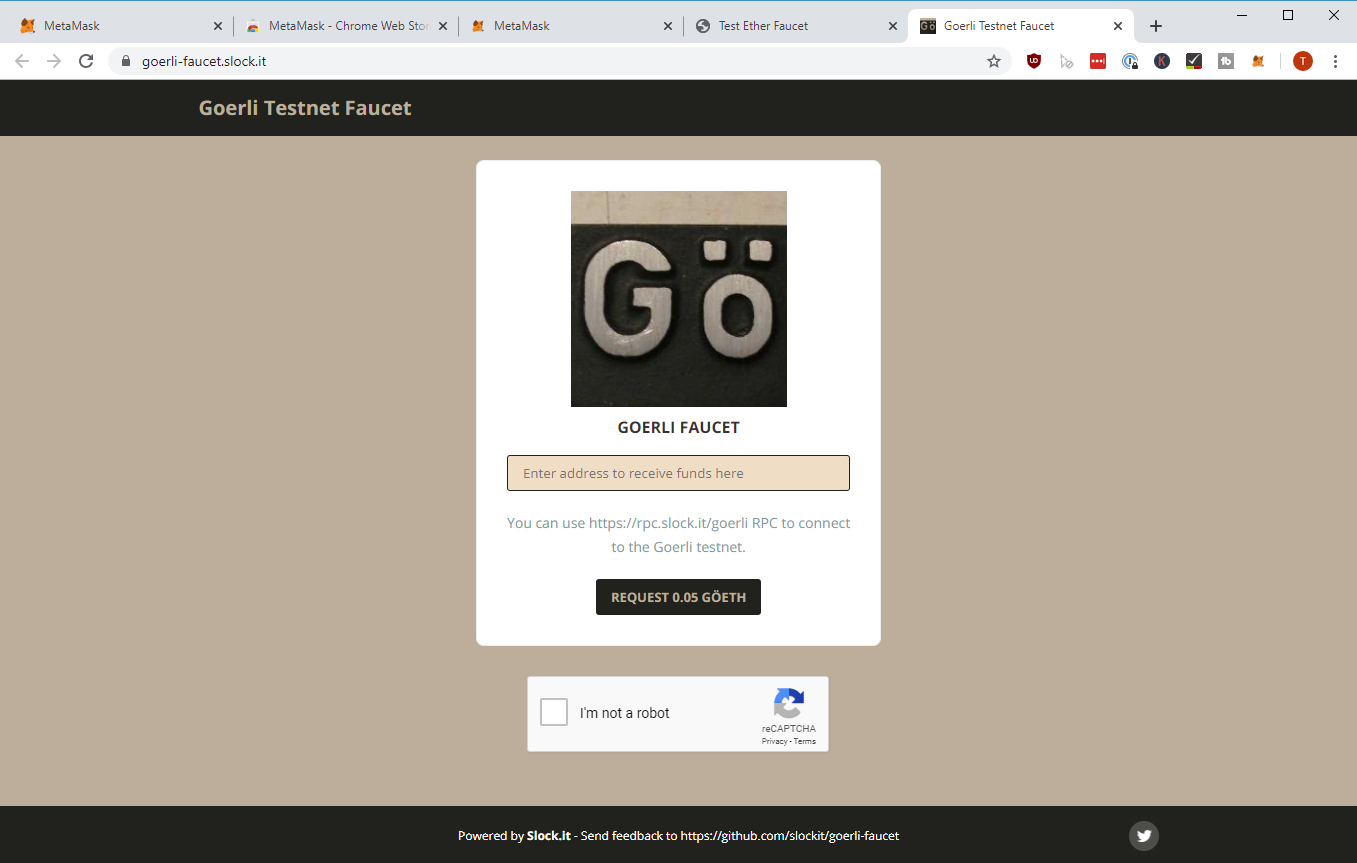 MetaMask
MetaMask - Chrome Web Stor
MetaMask
Test Ether Faucet
Goerli Testnet Faucet
goerli-faucet.slock.it
T
Goerli Testnet Faucet
Gö
GOERLI FAUCET
Enter address to receive funds here
You can use https://rpc.slock.it/goerli RPC to connect
to the Goerli testnet.
REQUEST 0.05 GÖETH
I'm not a robot
reCAPTCHA
Privacy - Terms
Powered by Slock.it - Send feedback to https://github.com/slockit/goerli-faucet